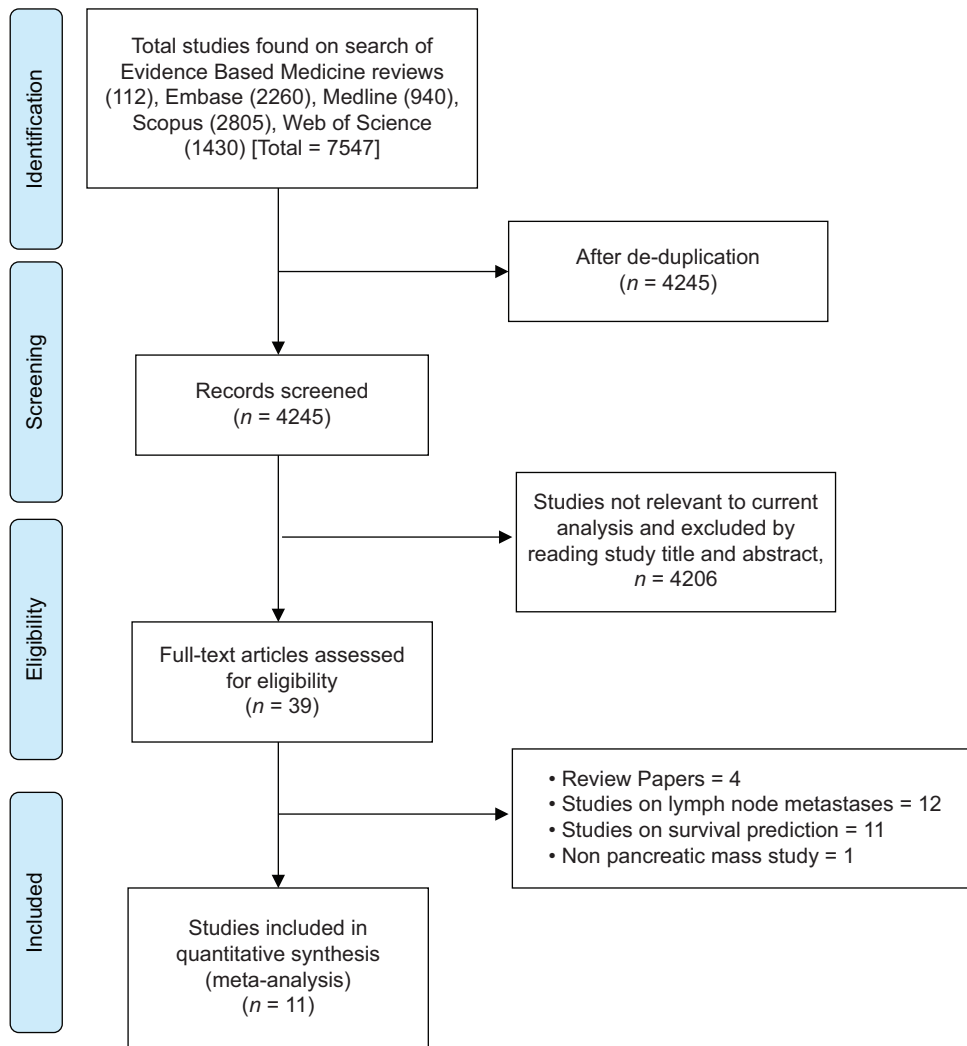 Identification
Total studies found on search of
Evidence Based Medicine reviews
(112), Embase (2260), Medline (940),
Scopus (2805), Web of Science
(1430) [Total = 7547]
After de-duplication
(n = 4245)
Screening
Records screened
(n = 4245)
Studies not relevant to current
analysis and excluded by
reading study title and abstract,
n = 4206
Eligibility
Full-text articles assessed
for eligibility
(n = 39)
• Review Papers = 4
• Studies on lymph node metastases = 12
• Studies on survival prediction = 11
• Non pancreatic mass study = 1
Included
Studies included in
quantitative synthesis
(meta-analysis)
(n = 11)